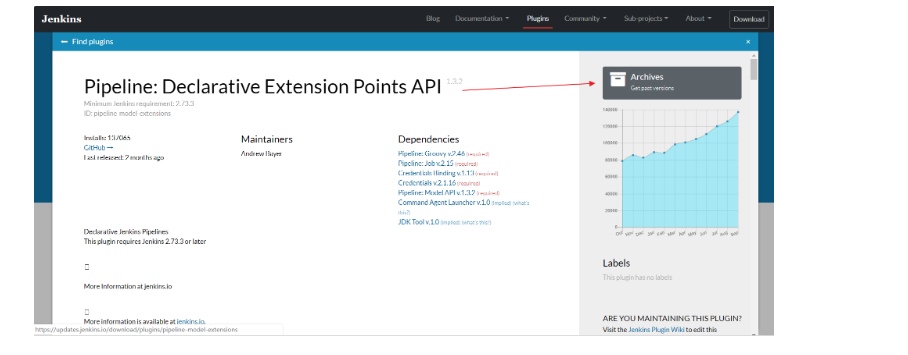 Jenkins
Blog Documentation Plugins Community Sub-projects About Download
Find plugins ×
Pipeline: Declarative Extension Points API 1.3.2
Minimum Jenkins requirement: 2.73.3
ID: pipeline-model-extensions
Installs: 137065
GitHub →
Last released: 2 months ago
Maintainers
Andrew Bayer
Dependencies
Pipeline: Groovy v.2.46 (required)
Pipeline: Job v.2.15 (required)
Credentials Binding v.1.13 (required)
Credentials v.2.1.16 (required)
Pipeline: Model API v.1.3.2 (required)
Command Agent Launcher v.1.0 (implied) (what's
this?)
JDK Tool v.1.0 (implied) (what's this?)
Declarative Jenkins Pipelines
This plugin requires Jenkins 2.73.3 or later
More Information at jenkins.io
More information is available at jenkins.io.
https://updates.jenkins.io/download/plugins/pipeline-model-extensions
Archives
Get past versions
140000
120000
100000
80000
60000
40000
20000
0
Labels
This plugin has no labels
ARE YOU MAINTAINING THIS PLUGIN?
Visit the Jenkins Plugin Wiki to edit this